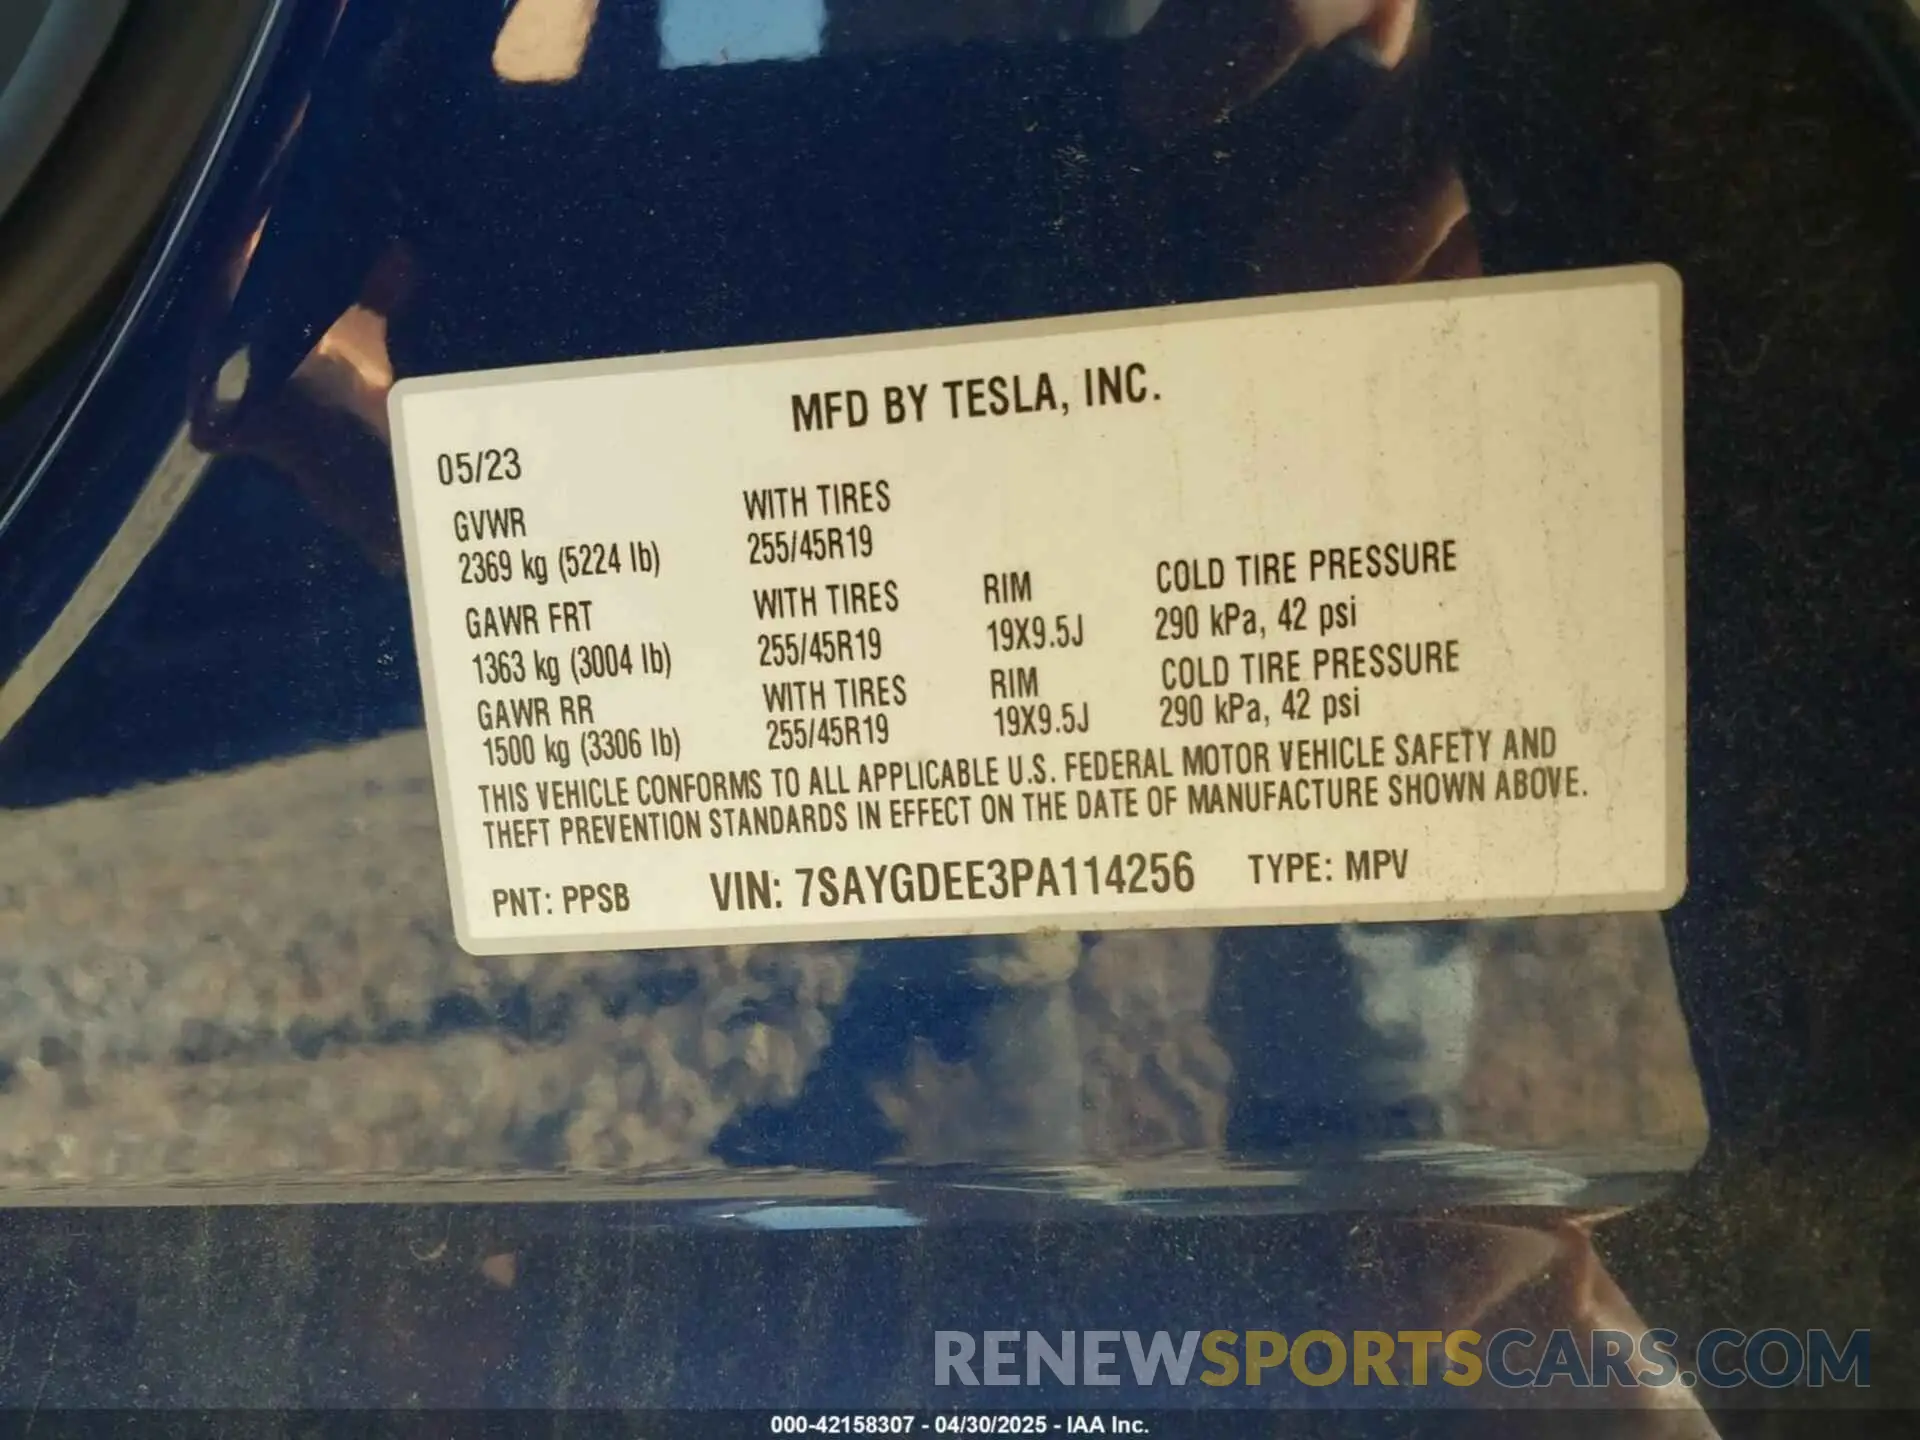 MFD BY TESLA, INC.
05/23
GVWR WITH TIRES
2369 kg (5224 lb) 255/45R19
GAWR FRT WITH TIRES RIM COLD TIRE PRESSURE
1363 kg (3004 lb) 255/45R19 19X9.5J 290 kPa, 42 psi
GAWR RR WITH TIRES RIM COLD TIRE PRESSURE
1500 kg (3306 lb) 255/45R19 19X9.5J 290 kPa, 42 psi
THIS VEHICLE CONFORMS TO ALL APPLICABLE U.S. FEDERAL MOTOR VEHICLE SAFETY AND
THEFT PREVENTION STANDARDS IN EFFECT ON THE DATE OF MANUFACTURE SHOWN ABOVE.
PNT: PPSB VIN: 7SAYGDEE3PA114256 TYPE: MPV
RENEWSPORTSCARS.COM
000-42158307 - 04/30/2025 - IAA Inc.